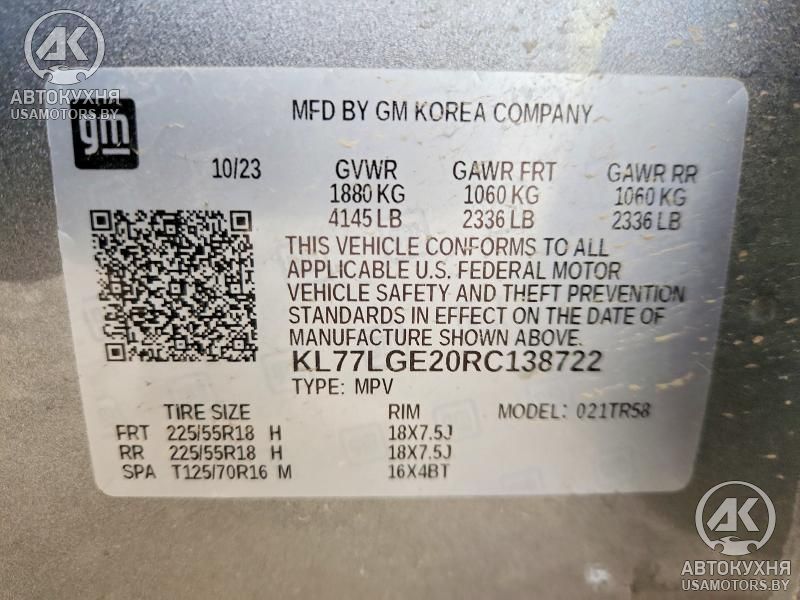 АК
АВТОКУХНЯ
USAMOTORS.BY
gm
MFD BY GM KOREA COMPANY
10/23 GVWR GAWR FRT GAWR RR
1880 KG 1060 KG 1060 KG
4145 LB 2336 LB 2336 LB
THIS VEHICLE CONFORMS TO ALL
APPLICABLE U.S. FEDERAL MOTOR
VEHICLE SAFETY AND THEFT PREVENTION
STANDARDS IN EFFECT ON THE DATE OF
MANUFACTURE SHOWN ABOVE.
KL77LGE20RC138722
TYPE: MPV
TIRE SIZE RIM MODEL: 021TR58
FRT 225/55R18 H 18X7.5J
RR 225/55R18 H 18X7.5J
SPA T125/70R16 M 16X4BT
АК
АВТОКУХНЯ
USAMOTORS.BY